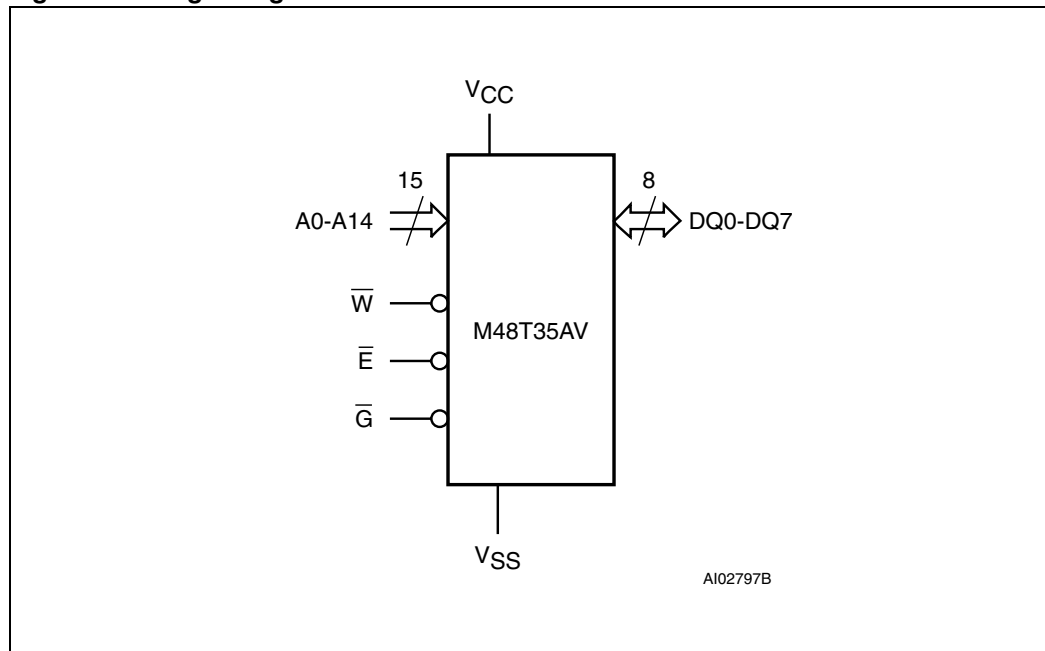 VCC
15
8
A0-A14
DQ0-DQ7
W̅
M48T35AV
E̅
G̅
VSS
AI02797B